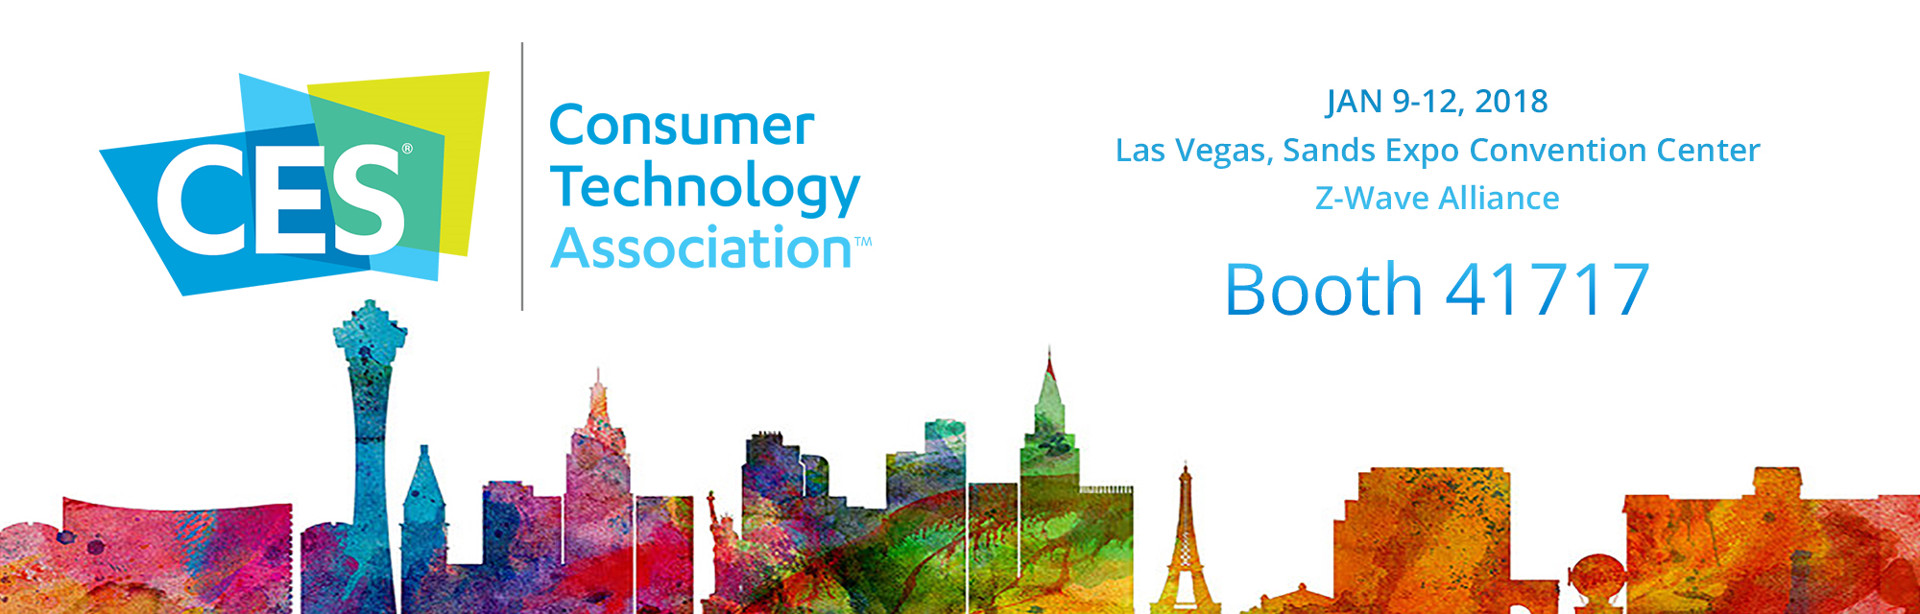 CES®
Consumer
Technology
Association™
JAN 9-12, 2018
Las Vegas, Sands Expo Convention Center
Z-Wave Alliance
Booth 41717